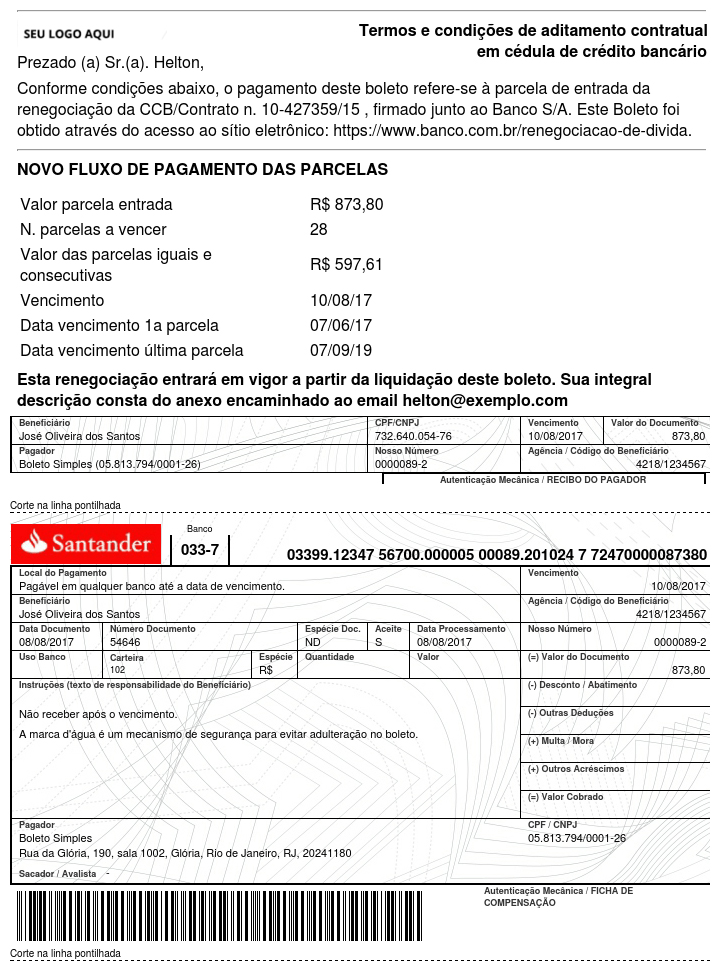 SEU LOGO AQUI
Termos e condições de aditamento contratual
em cédula de crédito bancário
Prezado (a) Sr.(a). Helton,
Conforme condições abaixo, o pagamento deste boleto refere-se à parcela de entrada da
renegociação da CCB/Contrato n. 10-427359/15 , firmado junto ao Banco S/A. Este Boleto foi
obtido através do acesso ao sítio eletrônico: https://www.banco.com.br/renegociacao-de-divida.
NOVO FLUXO DE PAGAMENTO DAS PARCELAS
Valor parcela entrada R$ 873,80
N. parcelas a vencer 28
Valor das parcelas iguais e
consecutivas R$ 597,61
Vencimento 10/08/17
Data vencimento 1a parcela 07/06/17
Data vencimento última parcela 07/09/19
Esta renegociação entrará em vigor a partir da liquidação deste boleto. Sua integral
descrição consta do anexo encaminhado ao email helton@exemplo.com
Beneficiário CPF/CNPJ Vencimento Valor do Documento
José Oliveira dos Santos 732.640.054-76 10/08/2017 873,80
Pagador Nosso Número Agência / Código do Beneficiário
Boleto Simples (05.813.794/0001-26) 0000089-2 4218/1234567
Autenticação Mecânica / RECIBO DO PAGADOR
Corte na linha pontilhada
Santander
Banco
033-7
03399.12347 56700.000005 00089.201024 7 72470000087380
Local do Pagamento Vencimento
Pagável em qualquer banco até a data de vencimento. 10/08/2017
Beneficiário Agência / Código do Beneficiário
José Oliveira dos Santos 4218/1234567
Data Documento Número Documento Espécie Doc. Aceite Data Processamento Nosso Número
08/08/2017 54646 ND S 08/08/2017 0000089-2
Uso Banco Carteira Espécie Quantidade Valor (=) Valor do Documento
102 R$ 873,80
Instruções (texto de responsabilidade do Beneficiário) (-) Desconto / Abatimento
Não receber após o vencimento. (-) Outras Deduções
A marca d'água é um mecanismo de segurança para evitar adulteração no boleto. (+) Multa / Mora
(+) Outros Acréscimos
(=) Valor Cobrado
Pagador CPF / CNPJ
Boleto Simples 05.813.794/0001-26
Rua da Glória, 190, sala 1002, Glória, Rio de Janeiro, RJ, 20241180
Sacador / Avalista -
Autenticação Mecânica / FICHA DE
COMPENSAÇÃO
Corte na linha pontilhada